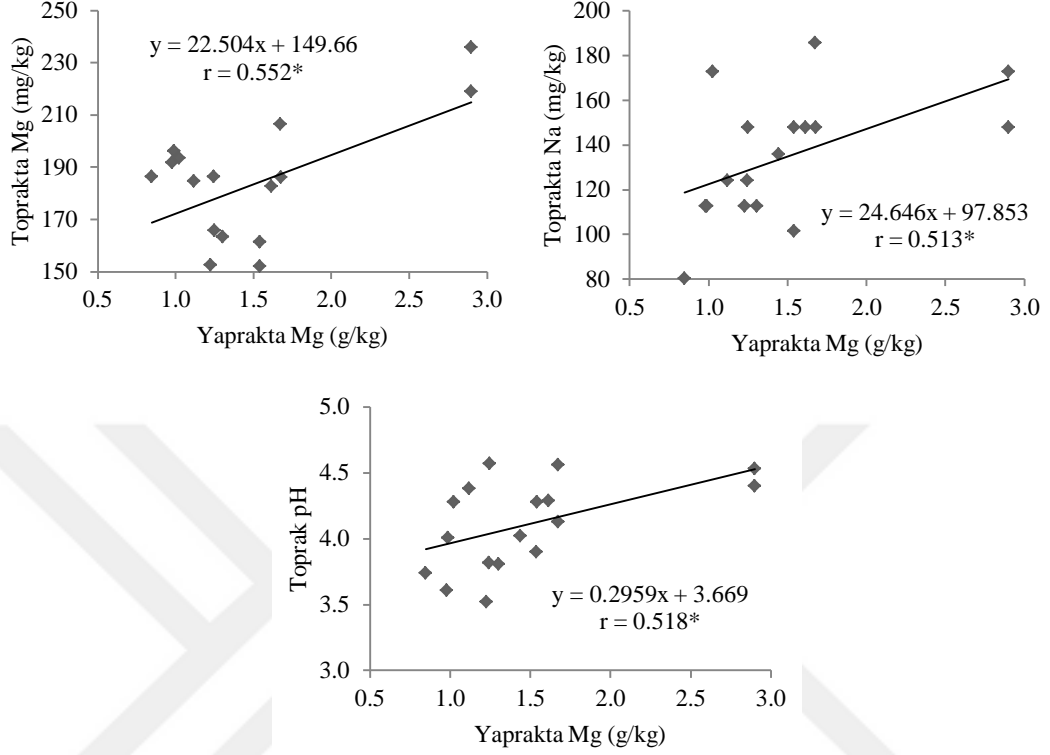 250
230
210
190
170
150
Toprakta Mg (mg/kg)
y = 22.504x + 149.66
r = 0.552*
0.5 1.0 1.5 2.0 2.5 3.0
Yaprakta Mg (g/kg)
200
180
160
140
120
100
80
Toprakta Na (mg/kg)
y = 24.646x + 97.853
r = 0.513*
0.5 1.0 1.5 2.0 2.5 3.0
Yaprakta Mg (g/kg)
5.0
4.5
4.0
3.5
3.0
Toprak pH
y = 0.2959x + 3.669
r = 0.518*
0.5 1.0 1.5 2.0 2.5 3.0
Yaprakta Mg (g/kg)